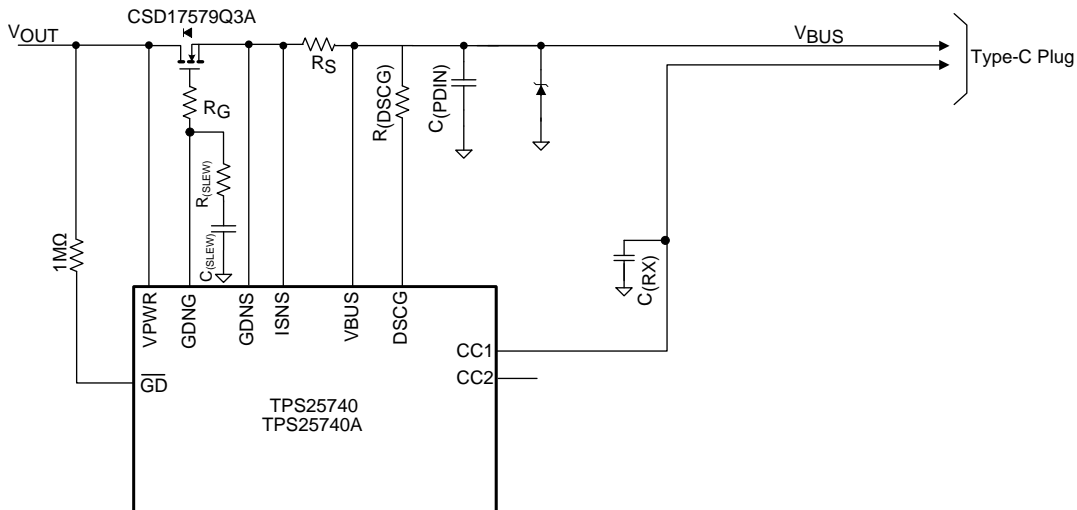 CSD17579Q3A
VOUT
VBUS
Type-C Plug
RS
RG
R(DSCG)
C(PDIN)
R(SLEW)
C(SLEW)
1MΩ
C(RX)
VPWR
GDNG
GDNS
ISNS
VBUS
DSCG
CC1
CC2
GD
TPS25740
TPS25740A